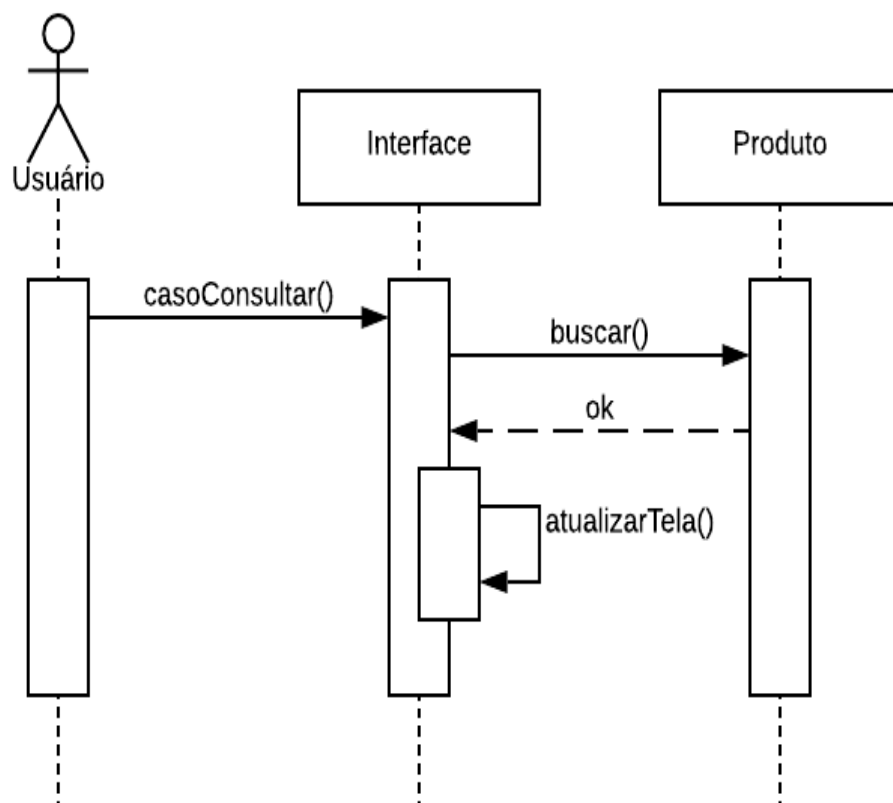 Usuário
Interface
Produto
casoConsultar()
buscar()
ok
atualizarTela()